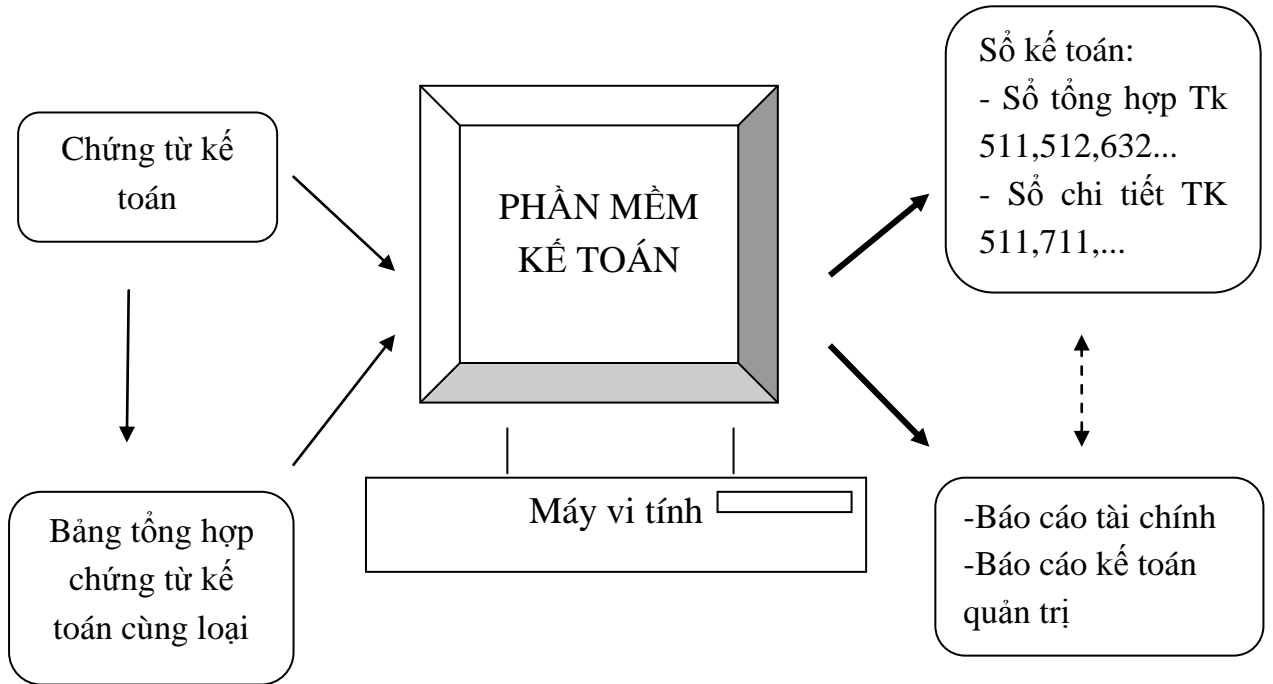 Chứng từ kế
toán
Bảng tổng hợp
chứng từ kế
toán cùng loại
PHẦN MỀM
KẾ TOÁN
Máy vi tính
Sổ kế toán:
- Sổ tổng hợp Tk
511,512,632...
- Sổ chi tiết TK
511,711,...
-Báo cáo tài chính
-Báo cáo kế toán
quản trị